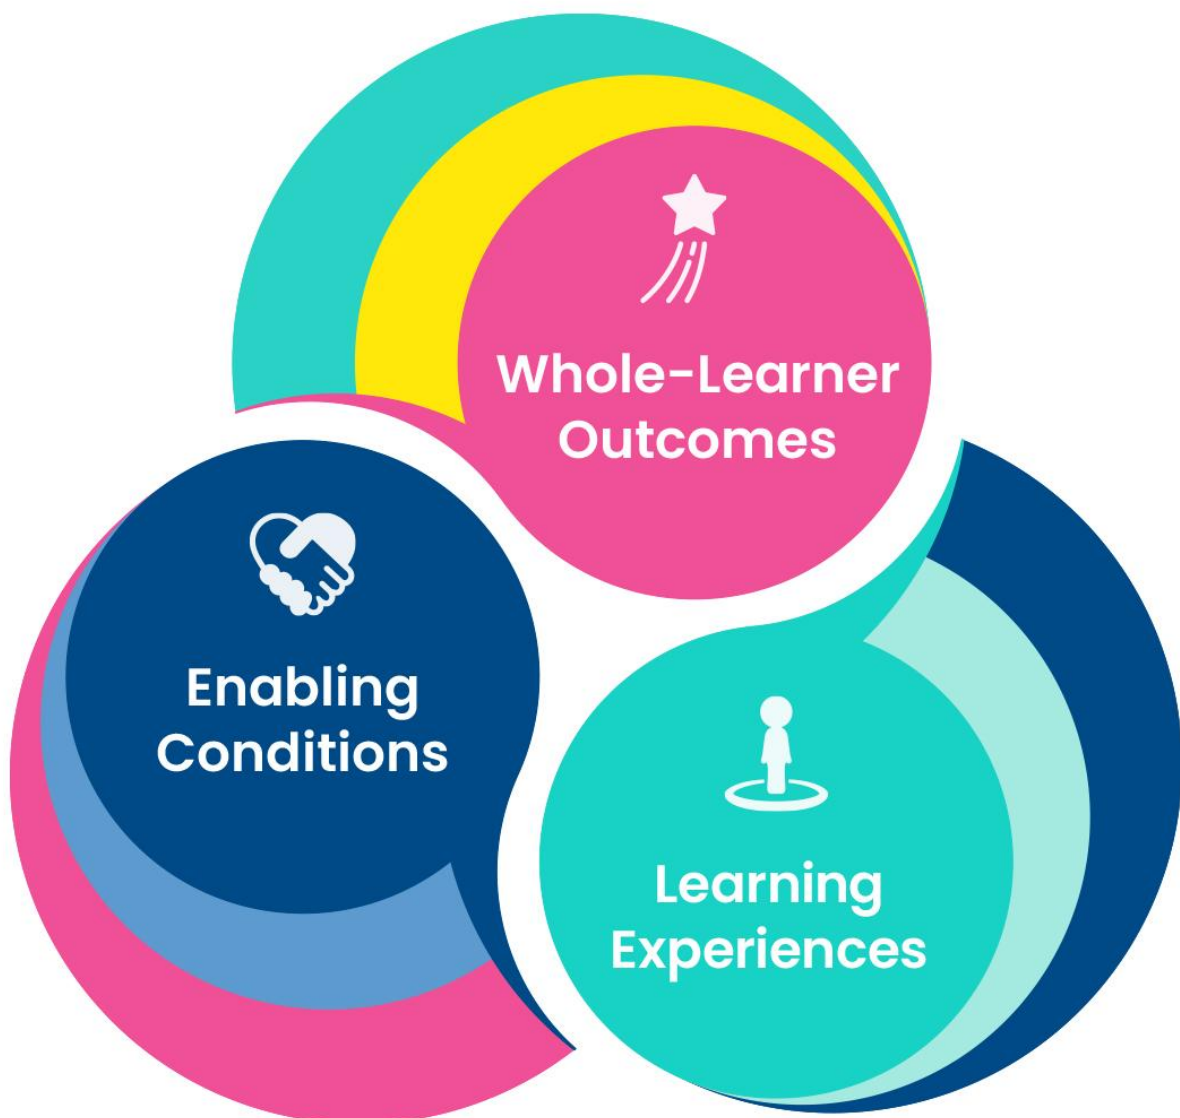 Whole-Learner
Outcomes
Enabling
Conditions
Learning
Experiences